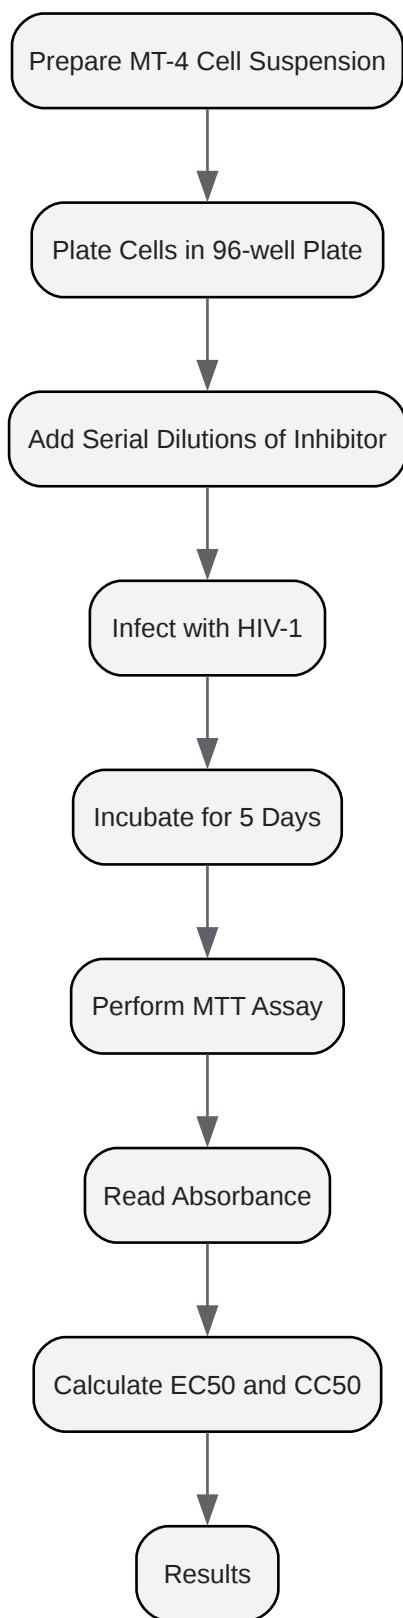 Prepare MT-4 Cell Suspension
Plate Cells in 96-well Plate
Add Serial Dilutions of Inhibitor
Infect with HIV-1
Incubate for 5 Days
Perform MTT Assay
Read Absorbance
Calculate EC50 and CC50
Results